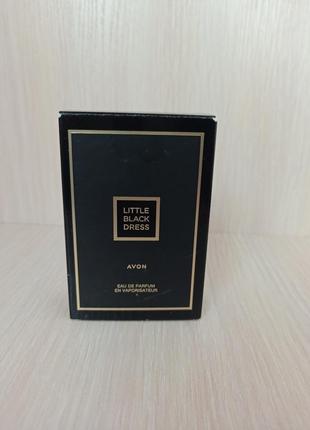 LITTLE
BLACK
DRESS
AVON
EAU DE PARFUM
EN VAPORISATEUR